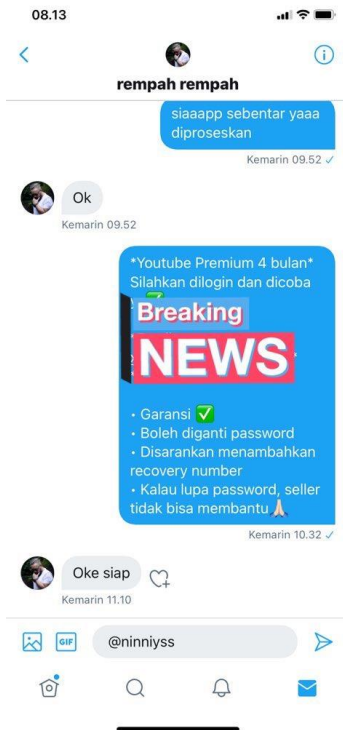 08.13
rempah rempah
siaaapp sebentar yaaa
diproseskan
Kemarin 09.52 ✓
Ok
Kemarin 09.52
*Youtube Premium 4 bulan*
Silahkan dilogin dan dicoba
Breaking
NEWS
• Garansi ✅
• Boleh diganti password
• Disarankan menambahkan
recovery number
• Kalau lupa password, seller
tidak bisa membantu🙏🏻
Kemarin 10.32 ✓
Oke siap
Kemarin 11.10
GIF
@ninniyss